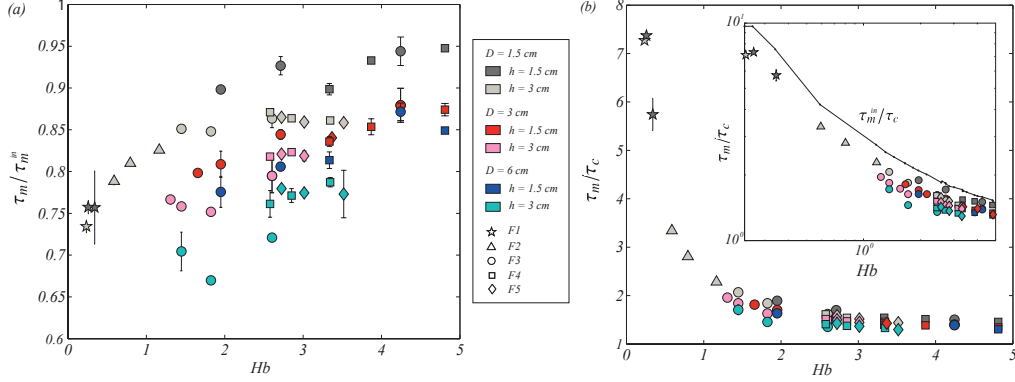 (a)
τm / τm^in
1
0.95
0.9
0.85
0.8
0.75
0.7
0.65
0.6
0 1 2 3 4 5
Hb
D = 1.5 cm
h = 1.5 cm
h = 3 cm
D = 3 cm
h = 1.5 cm
h = 3 cm
D = 6 cm
h = 1.5 cm
h = 3 cm
F1
F2
F3
F4
F5
(b)
τm/τc
8
7
6
5
4
3
2
1
0 1 2 3 4 5
Hb
τm/τc
10^1
10^0
τm^in/τc
10^0
Hb